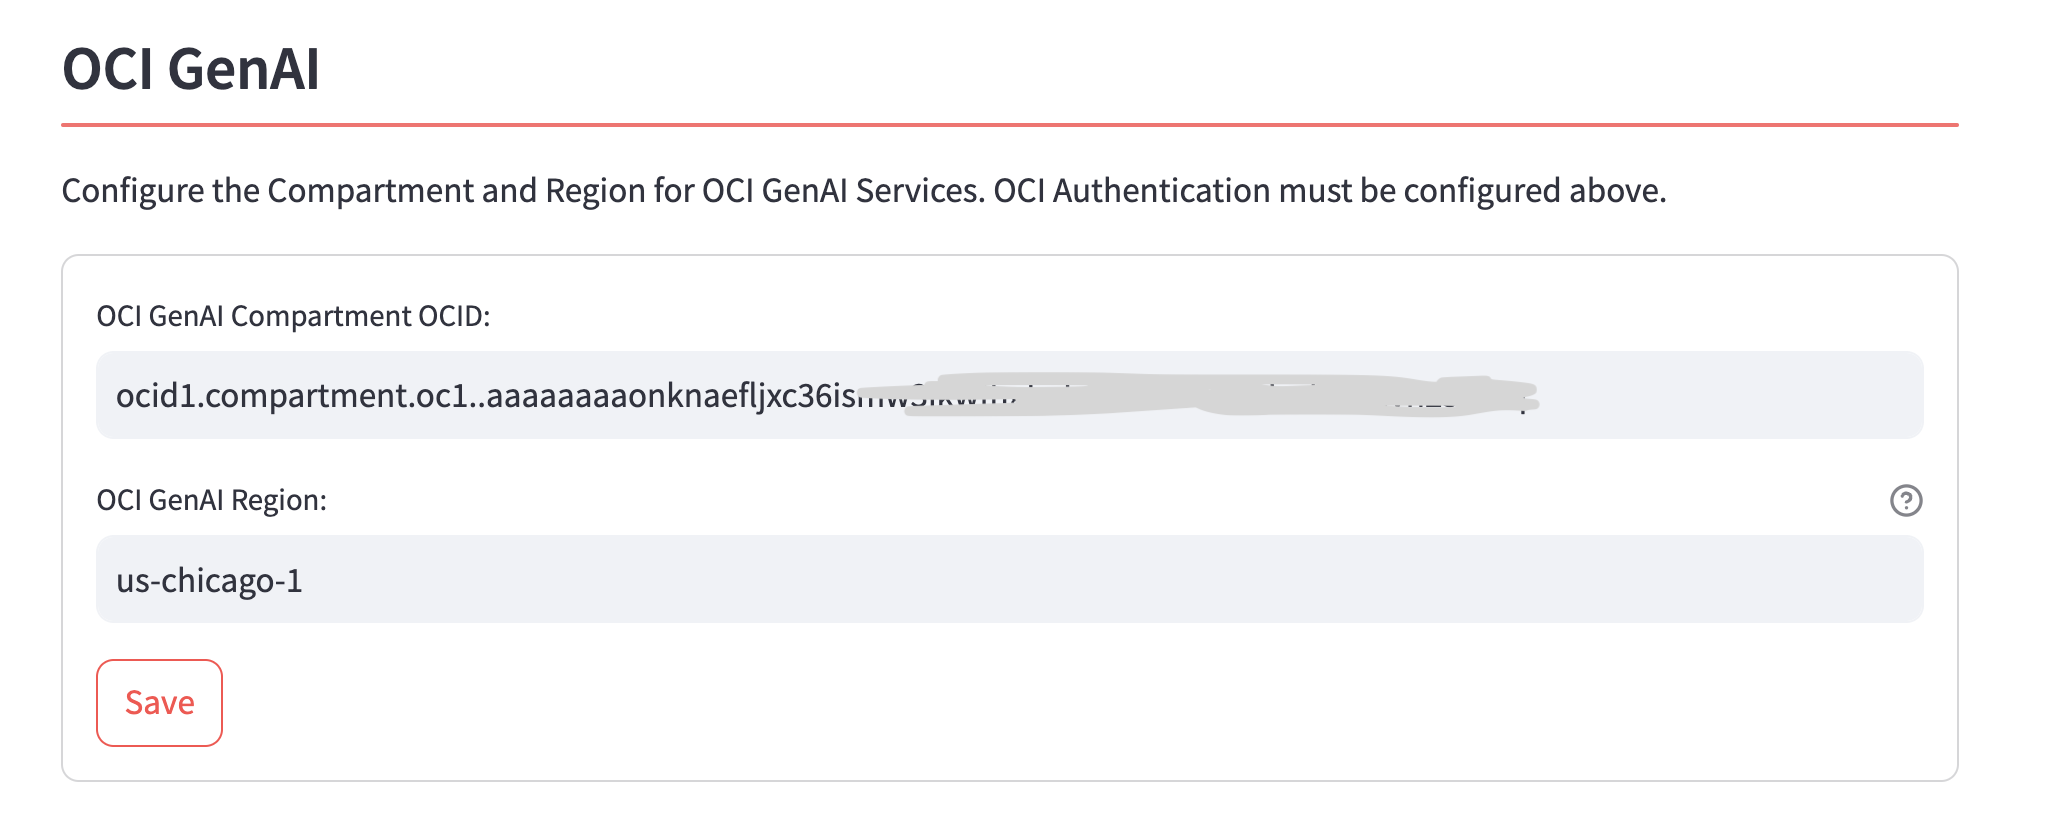 OCI GenAI
Configure the Compartment and Region for OCI GenAI Services. OCI Authentication must be configured above.
OCI GenAI Compartment OCID:
ocid1.compartment.oc1..aaaaaaaaonknaefljxc36is
OCI GenAI Region:
us-chicago-1
Save